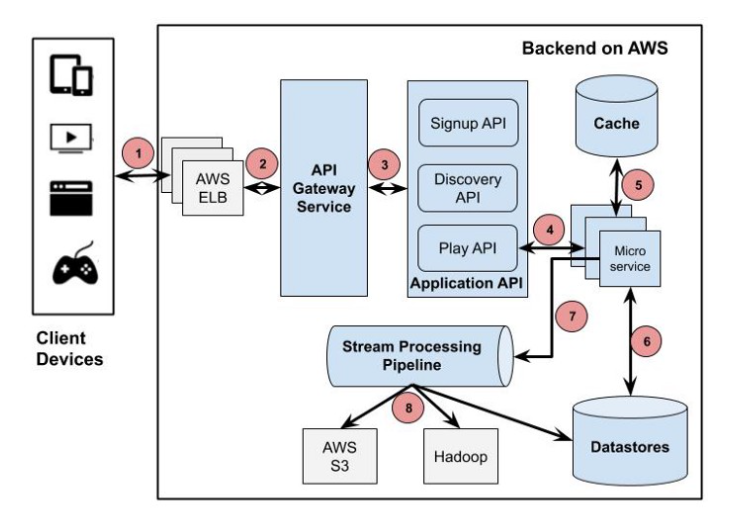 Backend on AWS
Client
Devices
1
AWS
ELB
2
API
Gateway
Service
3
Signup API
Discovery
API
Play API
Application API
4
Cache
5
Micro
service
6
7
Stream Processing
Pipeline
8
AWS
S3
Hadoop
Datastores